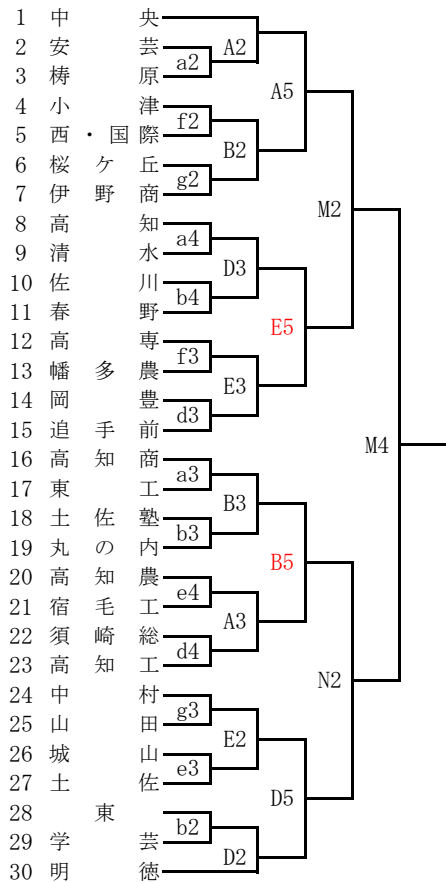 1 中央
2 安芸
3 梼原
4 小津
5 西・国際
6 桜ケ丘
7 伊野商
8 高知
9 清水
10 佐川
11 春野
12 高専
13 幡多農
14 岡豊
15 追手前
16 高知商
17 東工
18 土佐塾
19 丸の内
20 高知農
21 宿毛工
22 須崎総
23 高知工
24 中村
25 山田
26 城山
27 土佐
28 東
29 学芸
30 明徳
a2
f2
g2
a4
b4
f3
d3
a3
b3
e4
d4
g3
e3
b2
A2
B2
D3
E3
B3
A3
E2
D2
A5
E5
B5
D5
M2
N2
M4